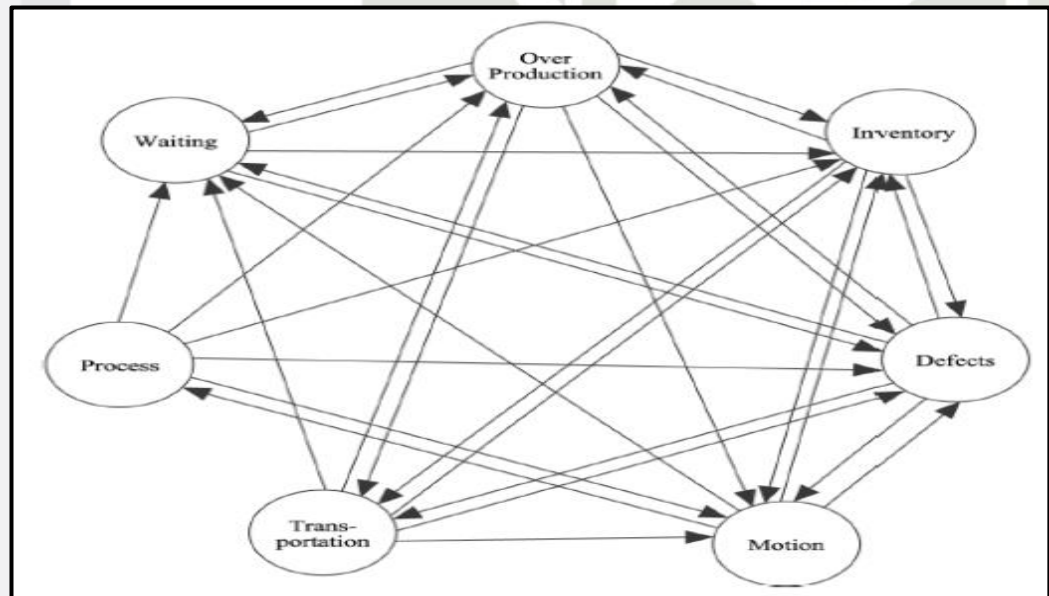 Over
Production
Waiting
Inventory
Process
Defects
Trans-
portation
Motion